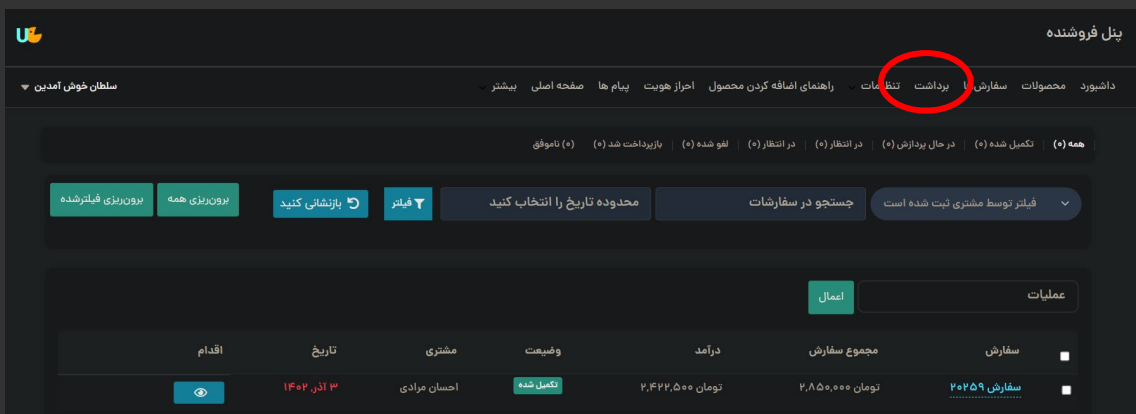 پنل فروشنده
داشبورد محصولات سفارش ها برداشت تنظیمات راهنمای اضافه کردن محصول احراز هویت پیام ها صفحه اصلی بیشتر سلطان خوش آمدین
همه (۰) | تکمیل شده (۰) | در حال پردازش (۰) | در انتظار (۰) | در انتظار (۰) | لغو شده (۰) | بازپرداخت شد (۰) (۰) ناموفق
فیلتر توسط مشتری ثبت شده است جستجو در سفارشات محدوده تاریخ را انتخاب کنید فیلتر بازنشانی کنید برون‌ریزی همه برون‌ریزی فیلترشده
عملیات اعمال
سفارش مجموع سفارش درآمد وضیعت مشتری تاریخ اقدام
سفارش ۲۰۲۵۹ تومان ۲,۸۵۰,۰۰۰ تومان ۲,۴۲۲,۵۰۰ تکمیل شده احسان مرادی ۳ آذر, ۱۴۰۲